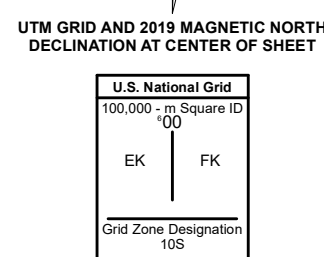 UTM GRID AND 2019 MAGNETIC NORTH
DECLINATION AT CENTER OF SHEET
U.S. National Grid
100,000 - m Square ID
⁶00
EK FK
Grid Zone Designation
10S